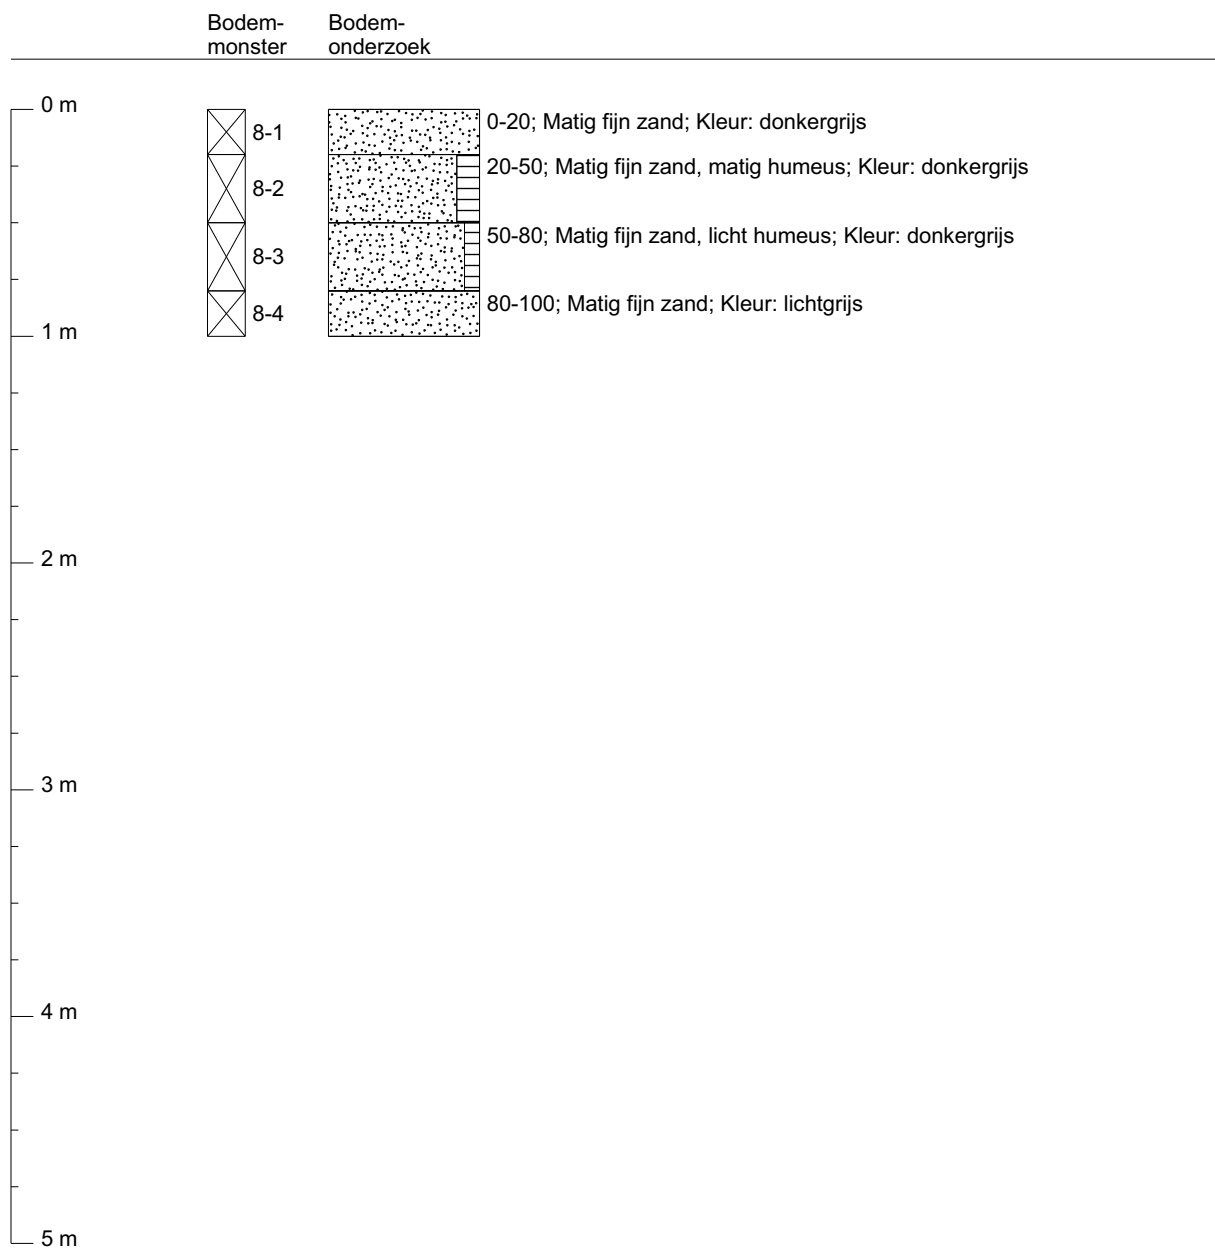 Bodem-
monster
Bodem-
onderzoek
0 m
8-1
0-20; Matig fijn zand; Kleur: donkergrijs
8-2
20-50; Matig fijn zand, matig humeus; Kleur: donkergrijs
8-3
50-80; Matig fijn zand, licht humeus; Kleur: donkergrijs
8-4
80-100; Matig fijn zand; Kleur: lichtgrijs
1 m
2 m
3 m
4 m
5 m